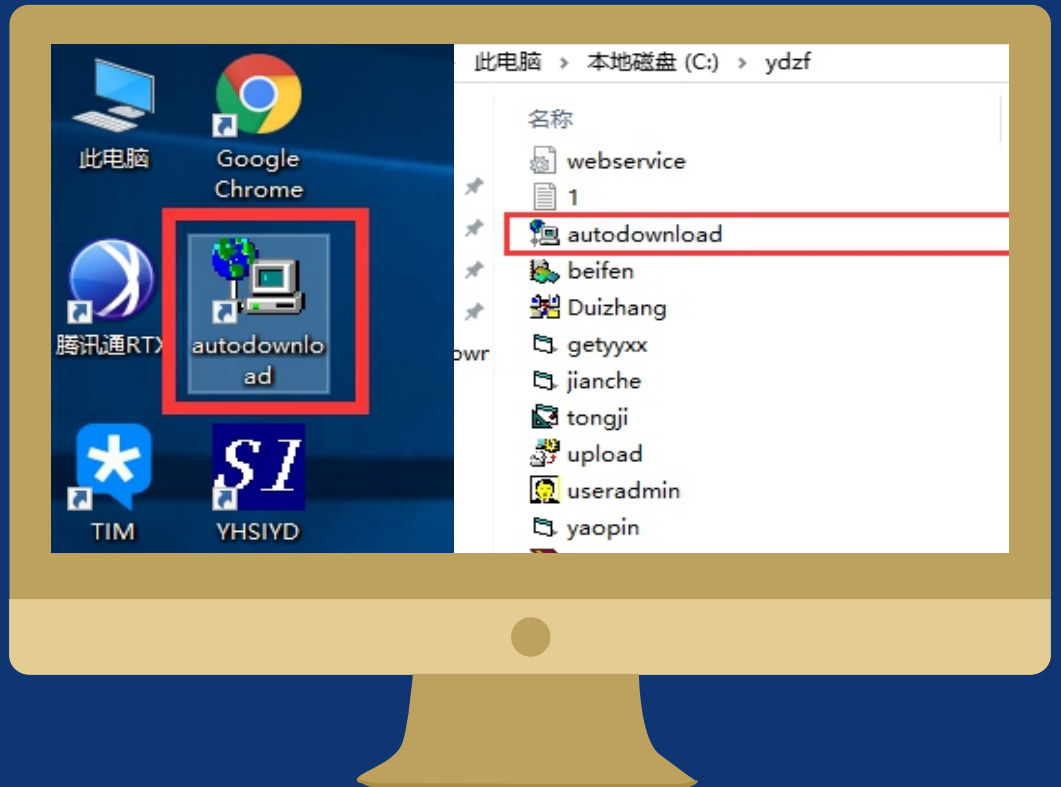 此电脑
Google
Chrome
腾讯通RTX
autodownlo
ad
TIM
SI
YHSIYD
此电脑 > 本地磁盘 (C:) > ydzf
名称
webservice
1
autodownload
beifen
Duizhang
getyyxx
jianche
tongji
upload
useradmin
yaopin